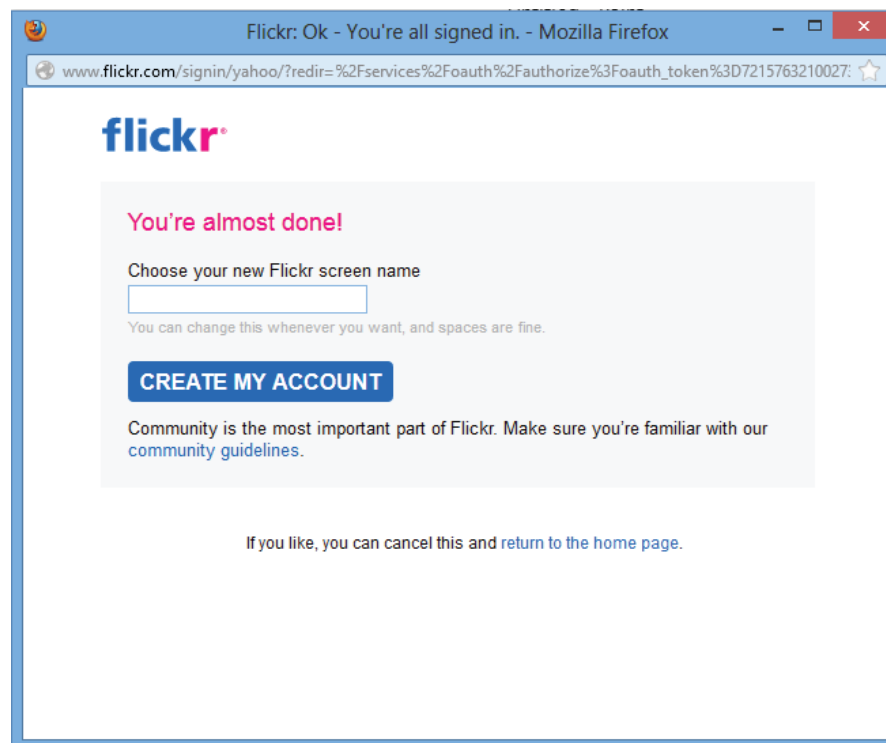 Flickr: Ok - You're all signed in. - Mozilla Firefox
www.flickr.com/signin/yahoo/?redir=%2Fservices%2Foauth%2Fauthorize%3Foauth_token%3D7215763210027
flickr
You're almost done!
Choose your new Flickr screen name
You can change this whenever you want, and spaces are fine.
CREATE MY ACCOUNT
Community is the most important part of Flickr. Make sure you're familiar with our
community guidelines.
If you like, you can cancel this and return to the home page.